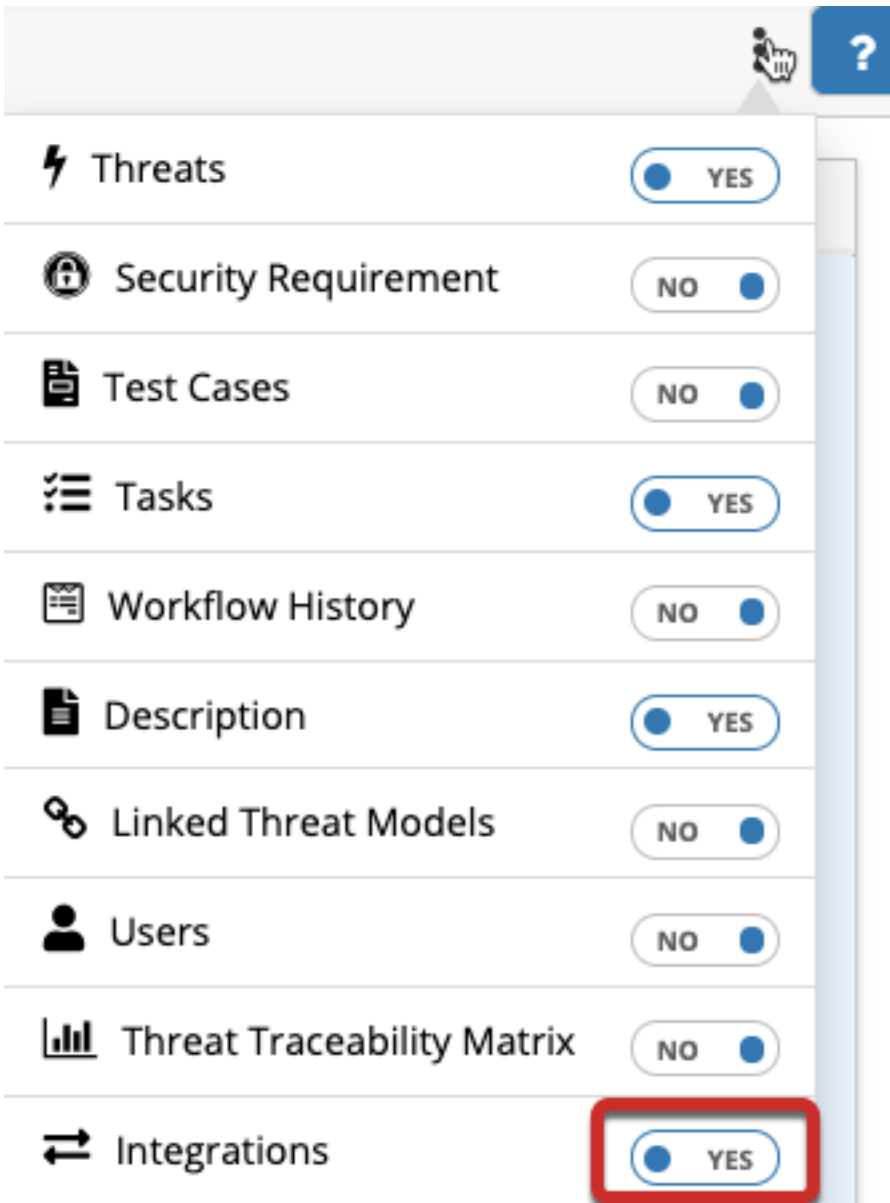 ?
Threats YES
Security Requirement NO
Test Cases NO
Tasks YES
Workflow History NO
Description YES
Linked Threat Models NO
Users NO
Threat Traceability Matrix NO
Integrations YES